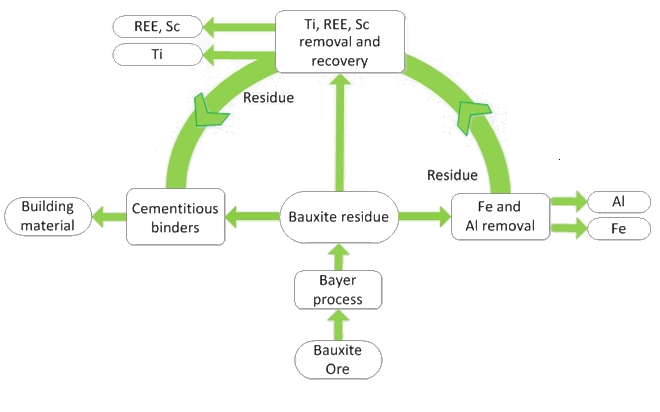 REE, Sc
Ti
Ti, REE, Sc
removal and
recovery
Residue
Residue
Building
material
Cementitious
binders
Bauxite residue
Fe and
Al removal
Al
Fe
Bayer
process
Bauxite
Ore